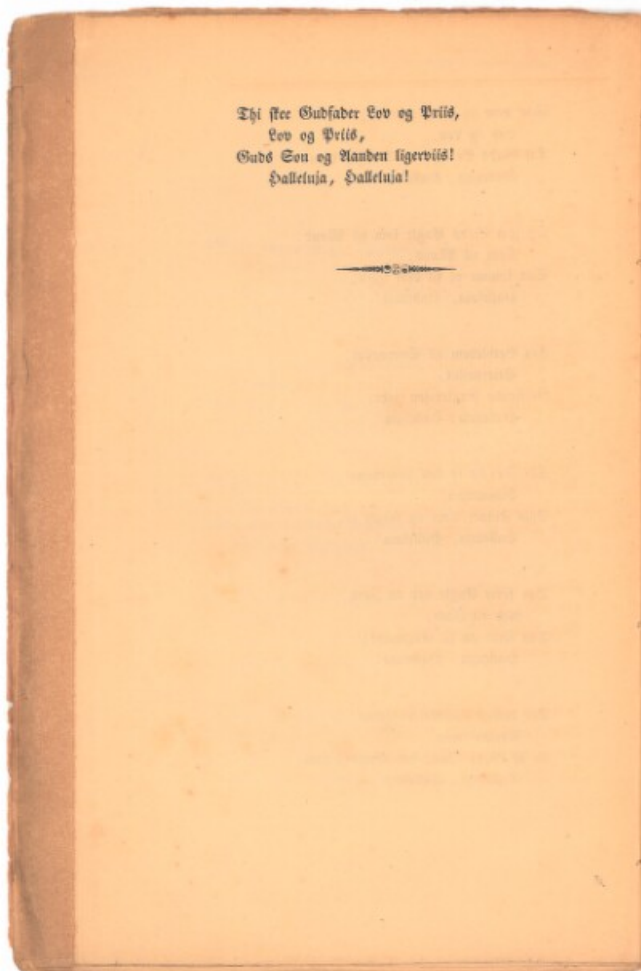 Thi skee Gudfader Lov og Priis,
Lov og Priis,
Guds Søn og Aanden ligerviis!
Halleluja, Halleluja!